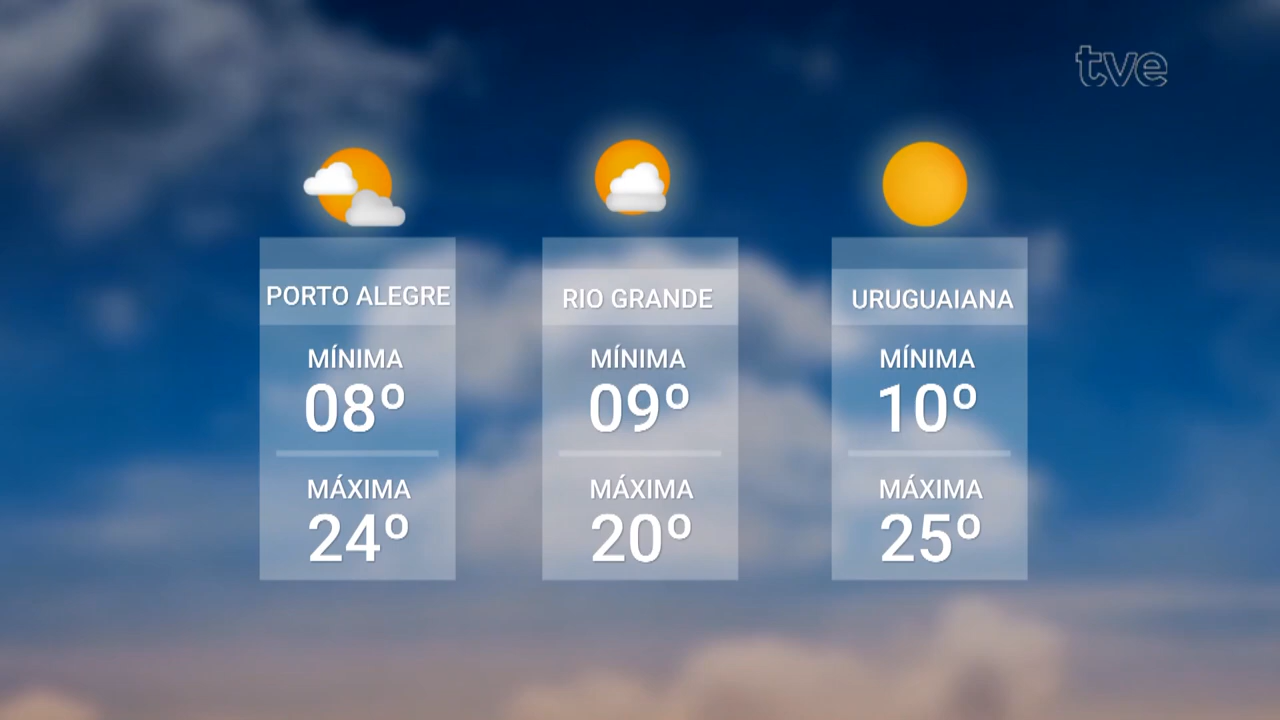 tve
PORTO ALEGRE
MÍNIMA
08º
MÁXIMA
24º
RIO GRANDE
MÍNIMA
09º
MÁXIMA
20º
URUGUAIANA
MÍNIMA
10º
MÁXIMA
25º